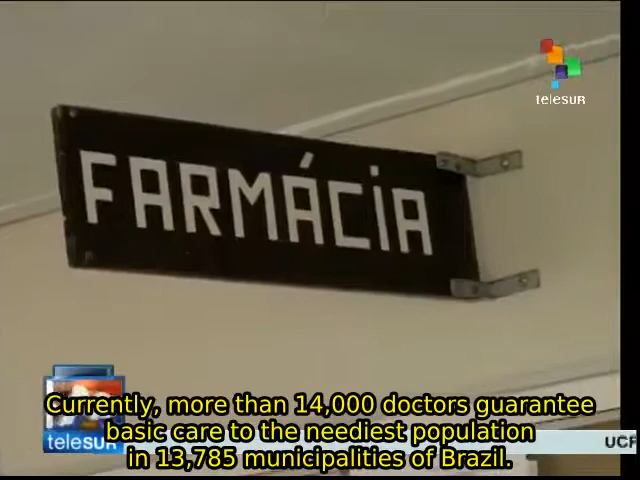 telesur
FARMÁCIA
Currently, more than 14,000 doctors guarantee
basic care to the neediest population
in 13,785 municipalities of Brazil.
telesur
UCR